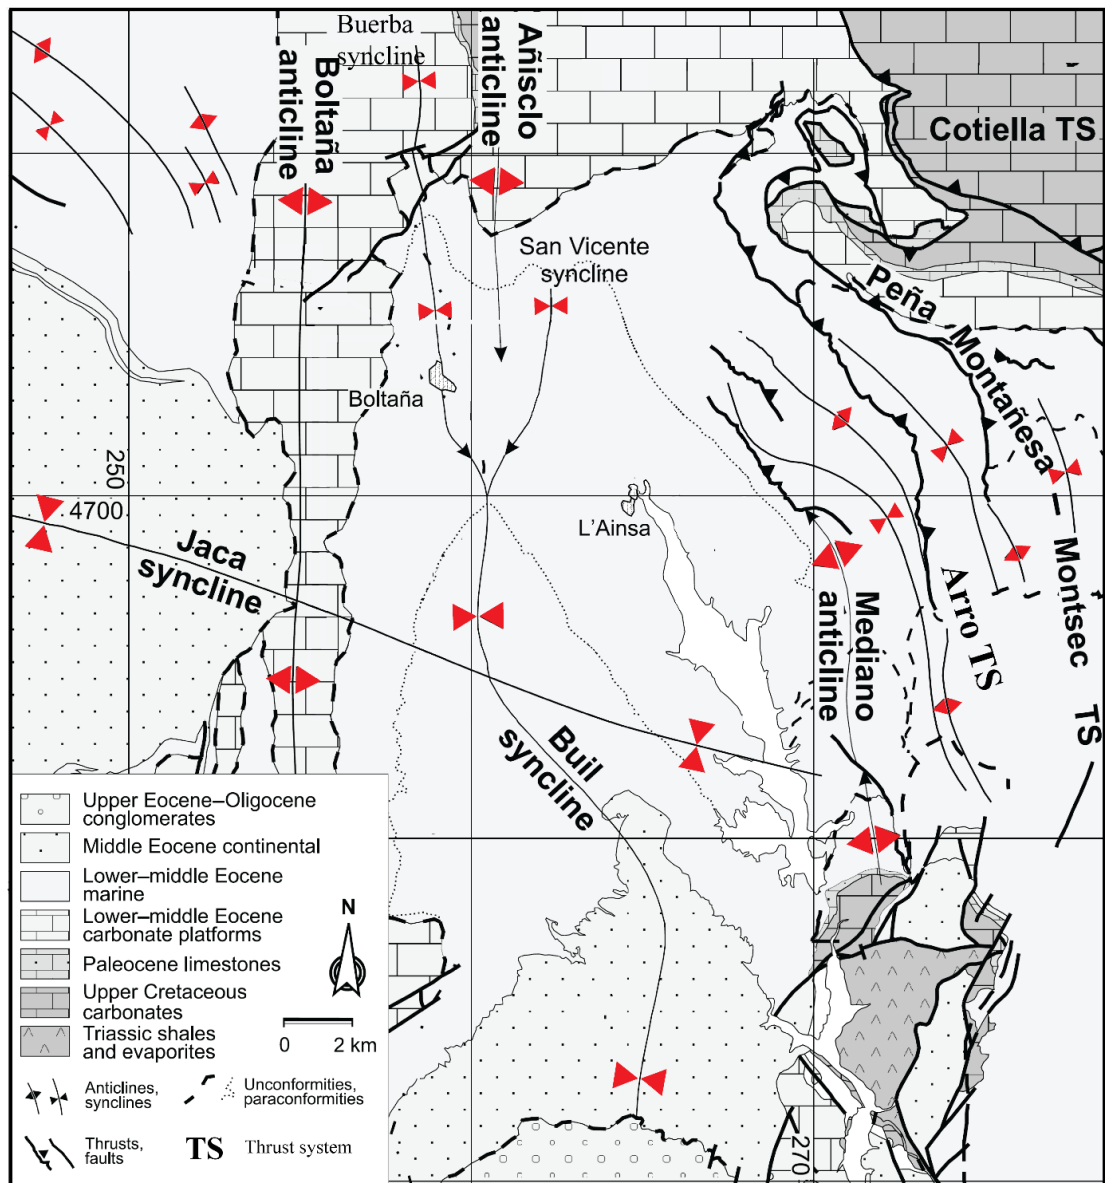 Buerba
syncline
Añisclo
anticline
Boltaña
anticline
Cotiella TS
San Vicente
syncline
Peña Montañesa – Montsec TS
Boltaña
250
4700
L'Ainsa
Jaca
syncline
Arro TS
Mediano
anticline
Buil
syncline
Upper Eocene–Oligocene
conglomerates
Middle Eocene continental
Lower–middle Eocene
marine
Lower–middle Eocene
carbonate platforms
Paleocene limestones
Upper Cretaceous
carbonates
Triassic shales
and evaporites
N
0 2 km
Anticlines,
synclines
Unconformities,
paraconformities
Thrusts,
faults
TS Thrust system
270